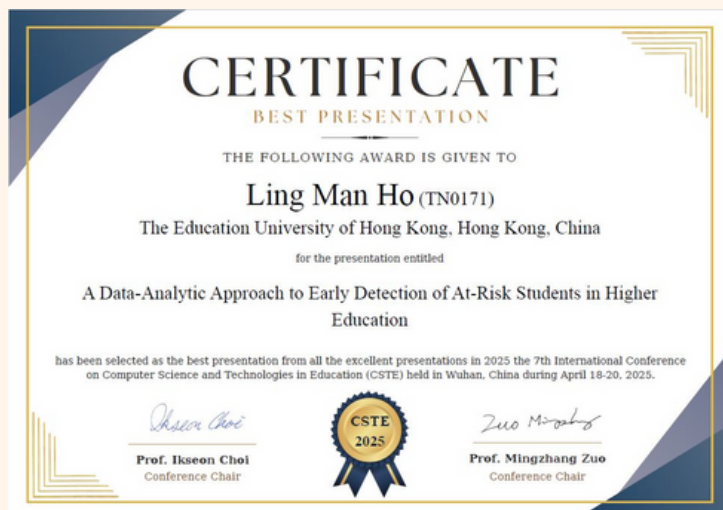 CERTIFICATE
BEST PRESENTATION
THE FOLLOWING AWARD IS GIVEN TO
Ling Man Ho (TN0171)
The Education University of Hong Kong, Hong Kong, China
for the presentation entitled
A Data-Analytic Approach to Early Detection of At-Risk Students in Higher
Education
has been selected as the best presentation from all the excellent presentations in 2025 the 7th International Conference
on Computer Science and Technologies in Education (CSTE) held in Wuhan, China during April 18-20, 2025.
Ikseon Choi
Prof. Ikseon Choi
Conference Chair
CSTE
2025
Zuo Mingzhang
Prof. Mingzhang Zuo
Conference Chair